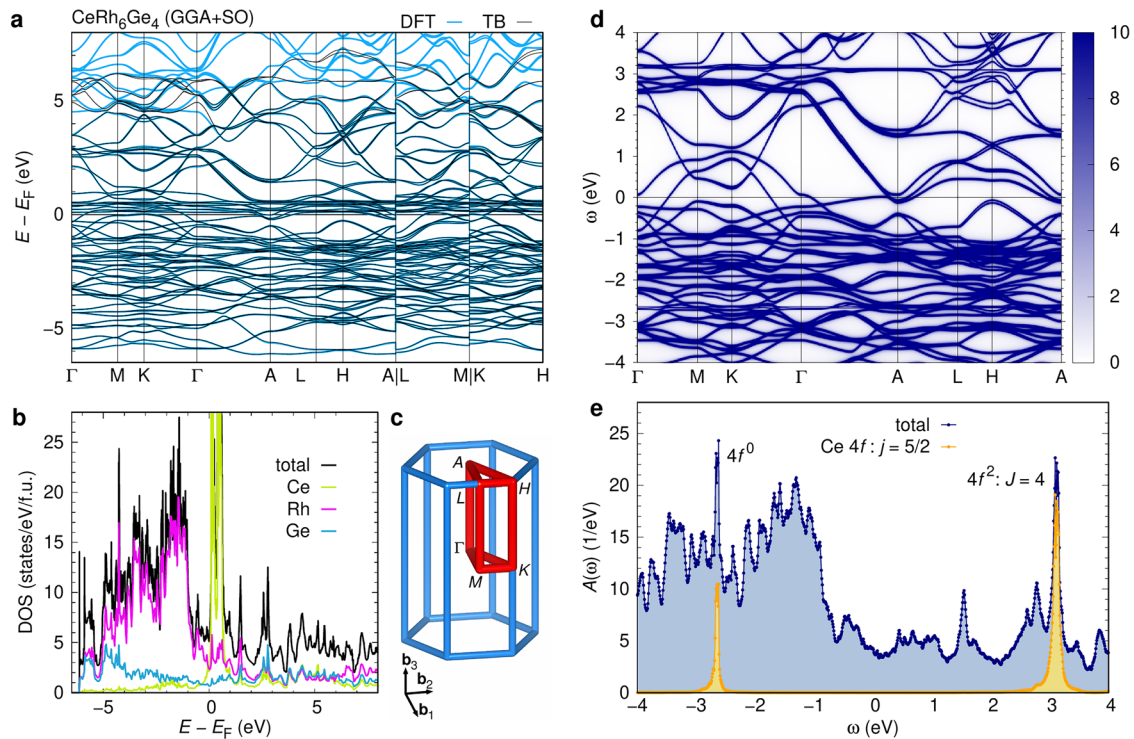 a
CeRh₆Ge₄ (GGA+SO)
DFT
TB
E − E_F (eV)
5
0
−5
Γ M K Γ A L H A|L M|K H
d
ω (eV)
4
3
2
1
0
−1
−2
−3
−4
Γ M K Γ A L H A
10
8
6
4
2
0
b
DOS (states/eV/f.u.)
25
20
15
10
5
0
total
Ce
Rh
Ge
−5 0 5
E − E_F (eV)
c
A
L
H
Γ
M
K
b₃
b₂
b₁
e
A(ω) (1/eV)
25
20
15
10
5
0
total
Ce 4f: j = 5/2
4f⁰
4f²: J = 4
−4 −3 −2 −1 0 1 2 3 4
ω (eV)